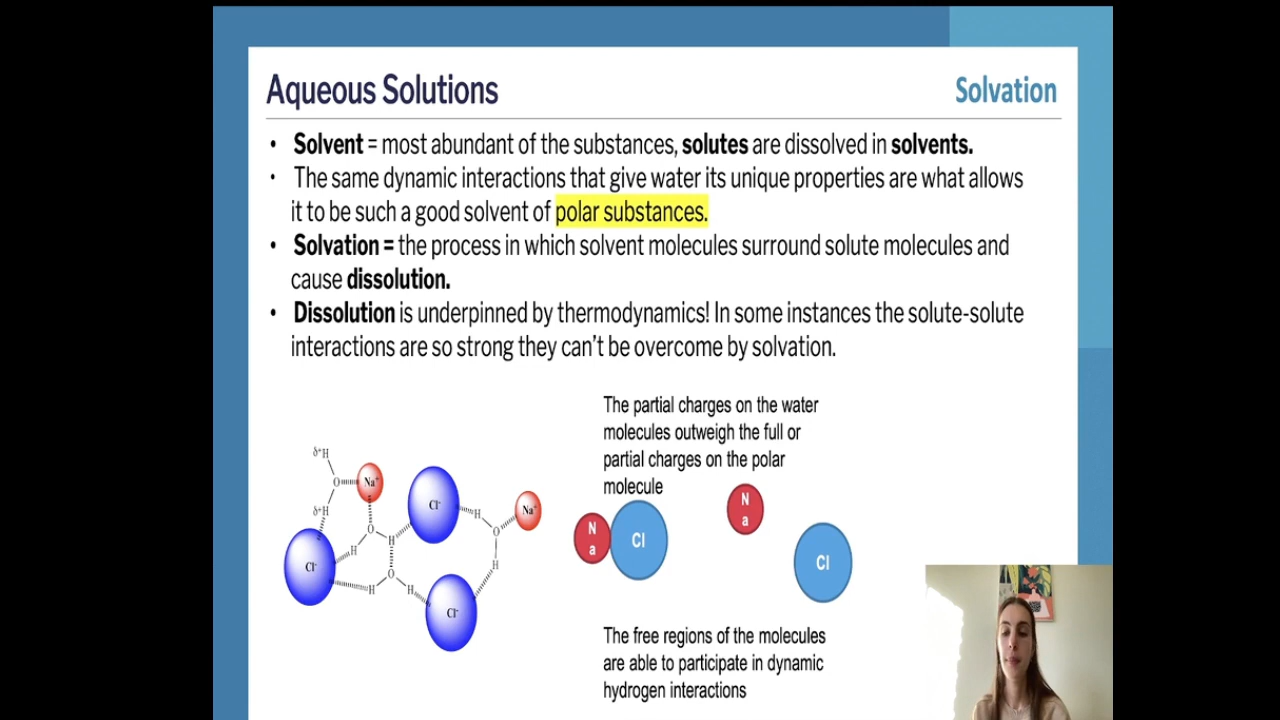 Aqueous Solutions
Solvation
• Solvent = most abundant of the substances, solutes are dissolved in solvents.
• The same dynamic interactions that give water its unique properties are what allows
it to be such a good solvent of polar substances.
• Solvation = the process in which solvent molecules surround solute molecules and
cause dissolution.
• Dissolution is underpinned by thermodynamics! In some instances the solute-solute
interactions are so strong they can't be overcome by solvation.
The partial charges on the water
molecules outweigh the full or
partial charges on the polar
molecule
δ⁺H
O
Na⁺
δ⁺H
Cl⁻
H
O
H
Cl⁻
H
O
Na⁺
H
Cl⁻
H
O
H
N
a
Cl
N
a
Cl
The free regions of the molecules
are able to participate in dynamic
hydrogen interactions